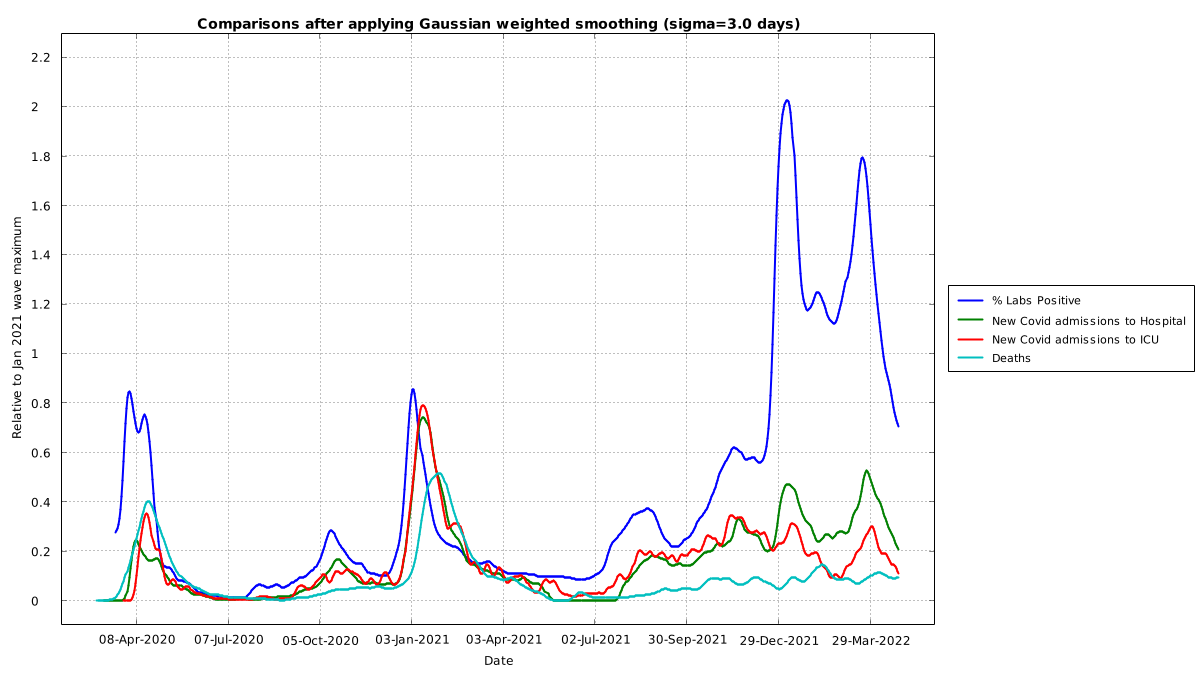 Comparisons after applying Gaussian weighted smoothing (sigma=3.0 days)
Relative to Jan 2021 wave maximum
2.2
2
1.8
1.6
1.4
1.2
1
0.8
0.6
0.4
0.2
0
08-Apr-2020 07-Jul-2020 05-Oct-2020 03-Jan-2021 03-Apr-2021 02-Jul-2021 30-Sep-2021 29-Dec-2021 29-Mar-2022
Date
% Labs Positive
New Covid admissions to Hospital
New Covid admissions to ICU
Deaths